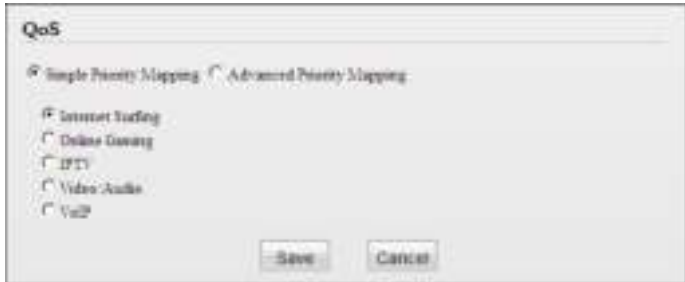 QoS
Simple Priority Mapping Advanced Priority Mapping
Internet Surfing
Online Gaming
IPTV
Video/Audio
VoIP
Save Cancel